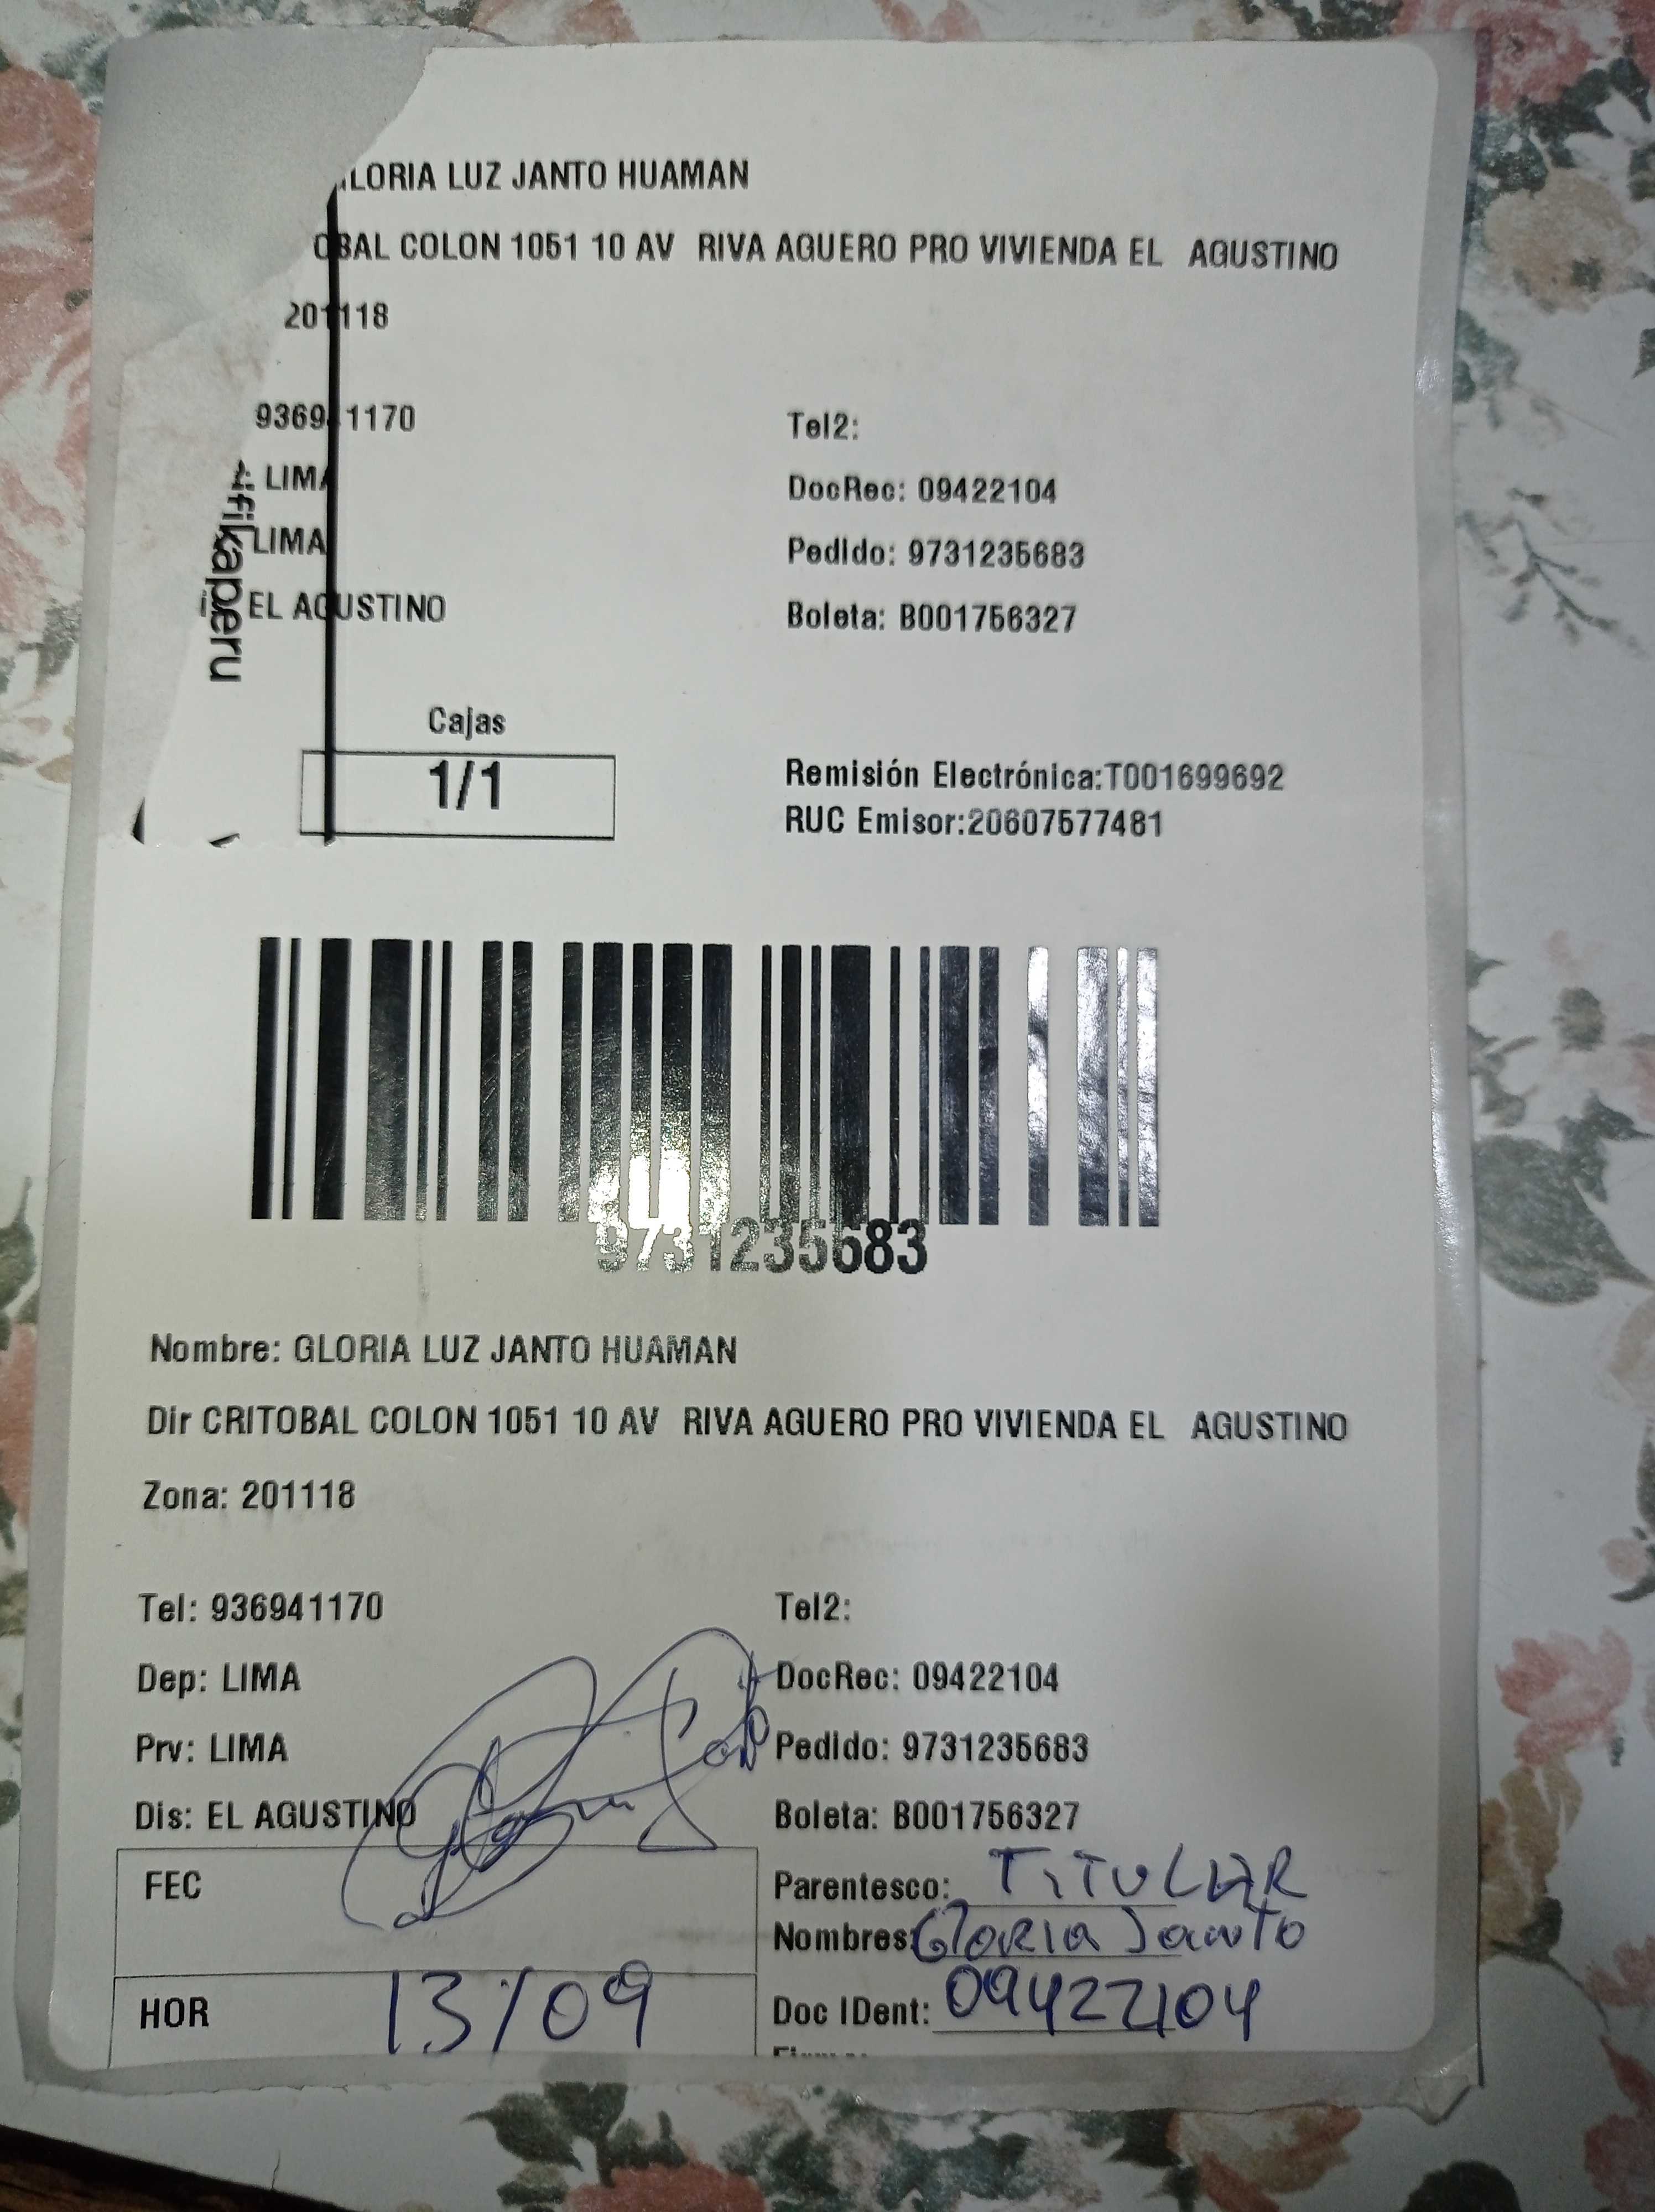 LORIA LUZ JANTO HUAMAN
OBAL COLON 1051 10 AV RIVA AGUERO PRO VIVIENDA EL AGUSTINO
201118
936941170
Tel2:
: LIMA
DocRec: 09422104
LIMA
Pedido: 9731235683
EL AGUSTINO
Boleta: B001756327
fikaperu
Cajas
1/1
Remisión Electrónica:T001699692
RUC Emisor:20607577481
9731235683
Nombre: GLORIA LUZ JANTO HUAMAN
Dir CRITOBAL COLON 1051 10 AV RIVA AGUERO PRO VIVIENDA EL AGUSTINO
Zona: 201118
Tel: 936941170
Tel2:
Dep: LIMA
DocRec: 09422104
Prv: LIMA
Pedido: 9731235683
Dis: EL AGUSTINO
Boleta: B001756327
FEC
Parentesco: TITULAR
Nombres: Gloria Janto
HOR 13/09
Doc IDent: 09422104